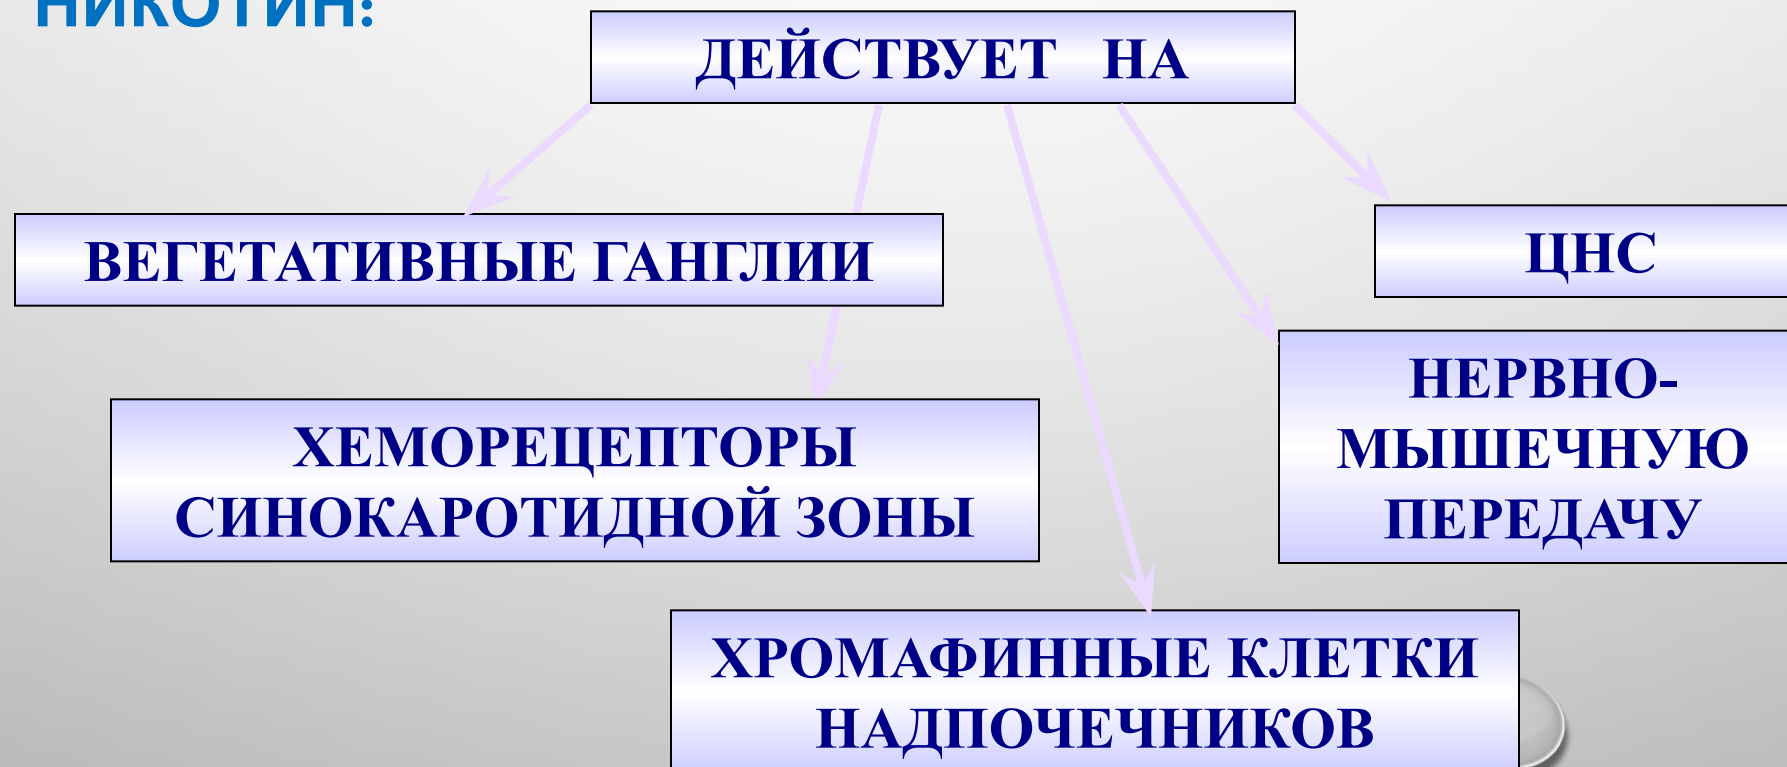 НИКОТИН:
ДЕЙСТВУЕТ НА
ВЕГЕТАТИВНЫЕ ГАНГЛИИ
ЦНС
ХЕМОРЕЦЕПТОРЫ
СИНОКАРОТИДНОЙ ЗОНЫ
НЕРВНО-
МЫШЕЧНУЮ
ПЕРЕДАЧУ
ХРОМАФИННЫЕ КЛЕТКИ
НАДПОЧЕЧНИКОВ